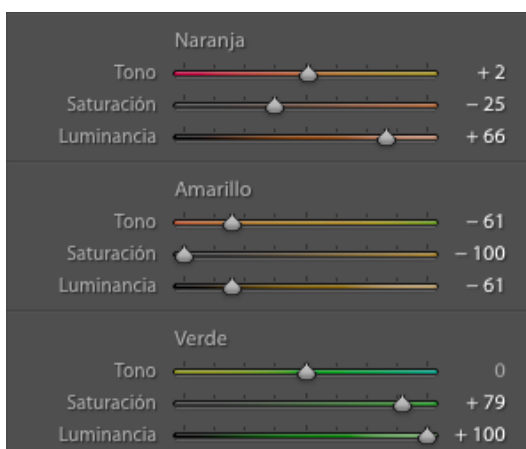 Naranja
Tono + 2
Saturación − 25
Luminancia + 66
Amarillo
Tono − 61
Saturación − 100
Luminancia − 61
Verde
Tono 0
Saturación + 79
Luminancia + 100